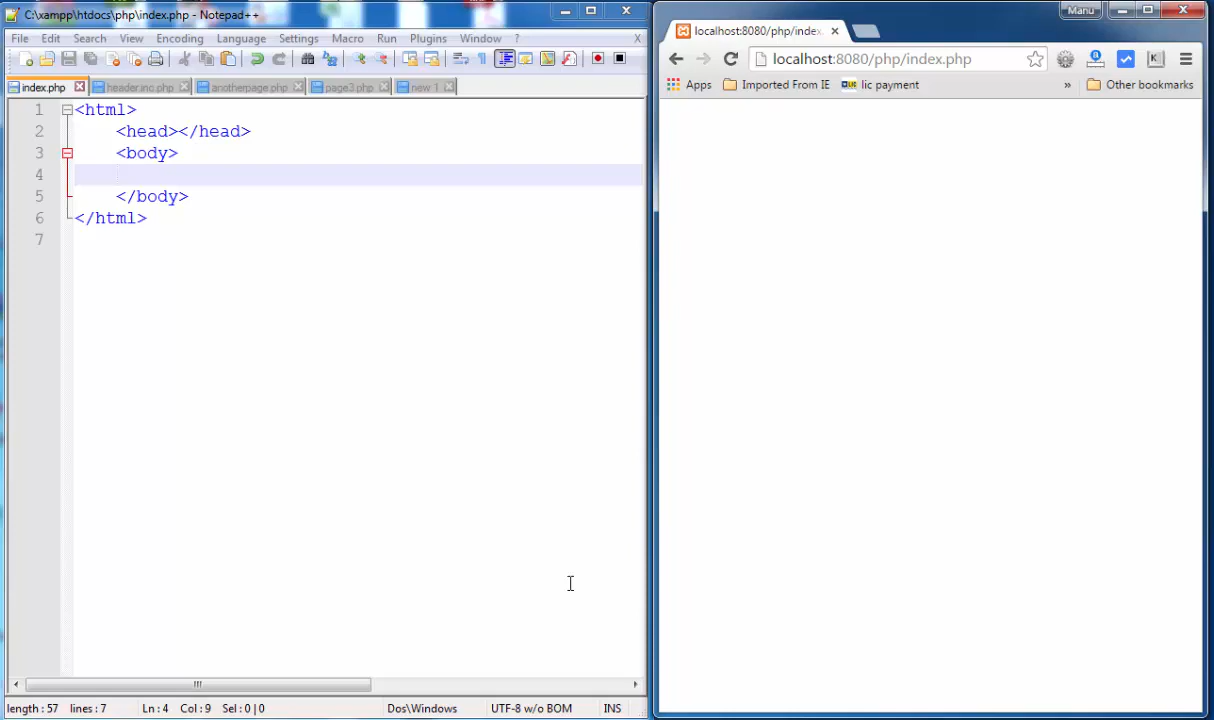 C:\xampp\htdocs\php\index.php - Notepad++
File Edit Search View Encoding Language Settings Macro Run Plugins Window ? X
index.php header.inc.php anotherpage.php page3.php new 1
1 <html>
2 <head></head>
3 <body>
4
5 </body>
6 </html>
7
length : 57 lines : 7 Ln : 4 Col : 9 Sel : 0 | 0 Dos\Windows UTF-8 w/o BOM INS
Manu
localhost:8080/php/index
localhost:8080/php/index.php
Apps Imported From IE lic payment » Other bookmarks